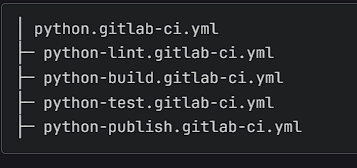 │ python.gitlab-ci.yml
├─ python-lint.gitlab-ci.yml
├─ python-build.gitlab-ci.yml
├─ python-test.gitlab-ci.yml
├─ python-publish.gitlab-ci.yml